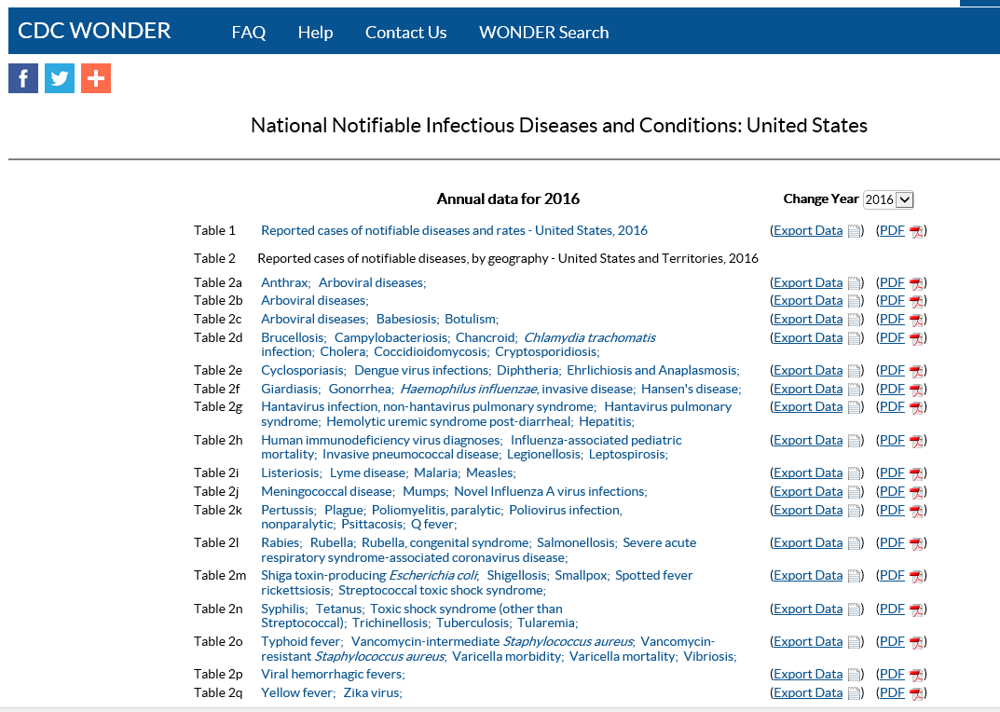 CDC WONDER FAQ Help Contact Us WONDER Search
National Notifiable Infectious Diseases and Conditions: United States
Annual data for 2016 Change Year 2016
Table 1 Reported cases of notifiable diseases and rates - United States, 2016 (Export Data) (PDF)
Table 2 Reported cases of notifiable diseases, by geography - United States and Territories, 2016
Table 2a Anthrax; Arboviral diseases; (Export Data) (PDF)
Table 2b Arboviral diseases; (Export Data) (PDF)
Table 2c Arboviral diseases; Babesiosis; Botulism; (Export Data) (PDF)
Table 2d Brucellosis; Campylobacteriosis; Chancroid; Chlamydia trachomatis (Export Data) (PDF)
infection; Cholera; Coccidioidomycosis; Cryptosporidiosis;
Table 2e Cyclosporiasis; Dengue virus infections; Diphtheria; Ehrlichiosis and Anaplasmosis; (Export Data) (PDF)
Table 2f Giardiasis; Gonorrhea; Haemophilus influenzae, invasive disease; Hansen's disease; (Export Data) (PDF)
Table 2g Hantavirus infection, non-hantavirus pulmonary syndrome; Hantavirus pulmonary (Export Data) (PDF)
syndrome; Hemolytic uremic syndrome post-diarrheal; Hepatitis;
Table 2h Human immunodeficiency virus diagnoses; Influenza-associated pediatric (Export Data) (PDF)
mortality; Invasive pneumococcal disease; Legionellosis; Leptospirosis;
Table 2i Listeriosis; Lyme disease; Malaria; Measles; (Export Data) (PDF)
Table 2j Meningococcal disease; Mumps; Novel Influenza A virus infections; (Export Data) (PDF)
Table 2k Pertussis; Plague; Poliomyelitis, paralytic; Poliovirus infection, (Export Data) (PDF)
nonparalytic; Psittacosis; Q fever;
Table 2l Rabies; Rubella; Rubella, congenital syndrome; Salmonellosis; Severe acute (Export Data) (PDF)
respiratory syndrome-associated coronavirus disease;
Table 2m Shiga toxin-producing Escherichia coli; Shigellosis; Smallpox; Spotted fever (Export Data) (PDF)
rickettsiosis; Streptococcal toxic shock syndrome;
Table 2n Syphilis; Tetanus; Toxic shock syndrome (other than (Export Data) (PDF)
Streptococcal); Trichinellosis; Tuberculosis; Tularemia;
Table 2o Typhoid fever; Vancomycin-intermediate Staphylococcus aureus; Vancomycin- (Export Data) (PDF)
resistant Staphylococcus aureus; Varicella morbidity; Varicella mortality; Vibriosis;
Table 2p Viral hemorrhagic fevers; (Export Data) (PDF)
Table 2q Yellow fever; Zika virus; (Export Data) (PDF)